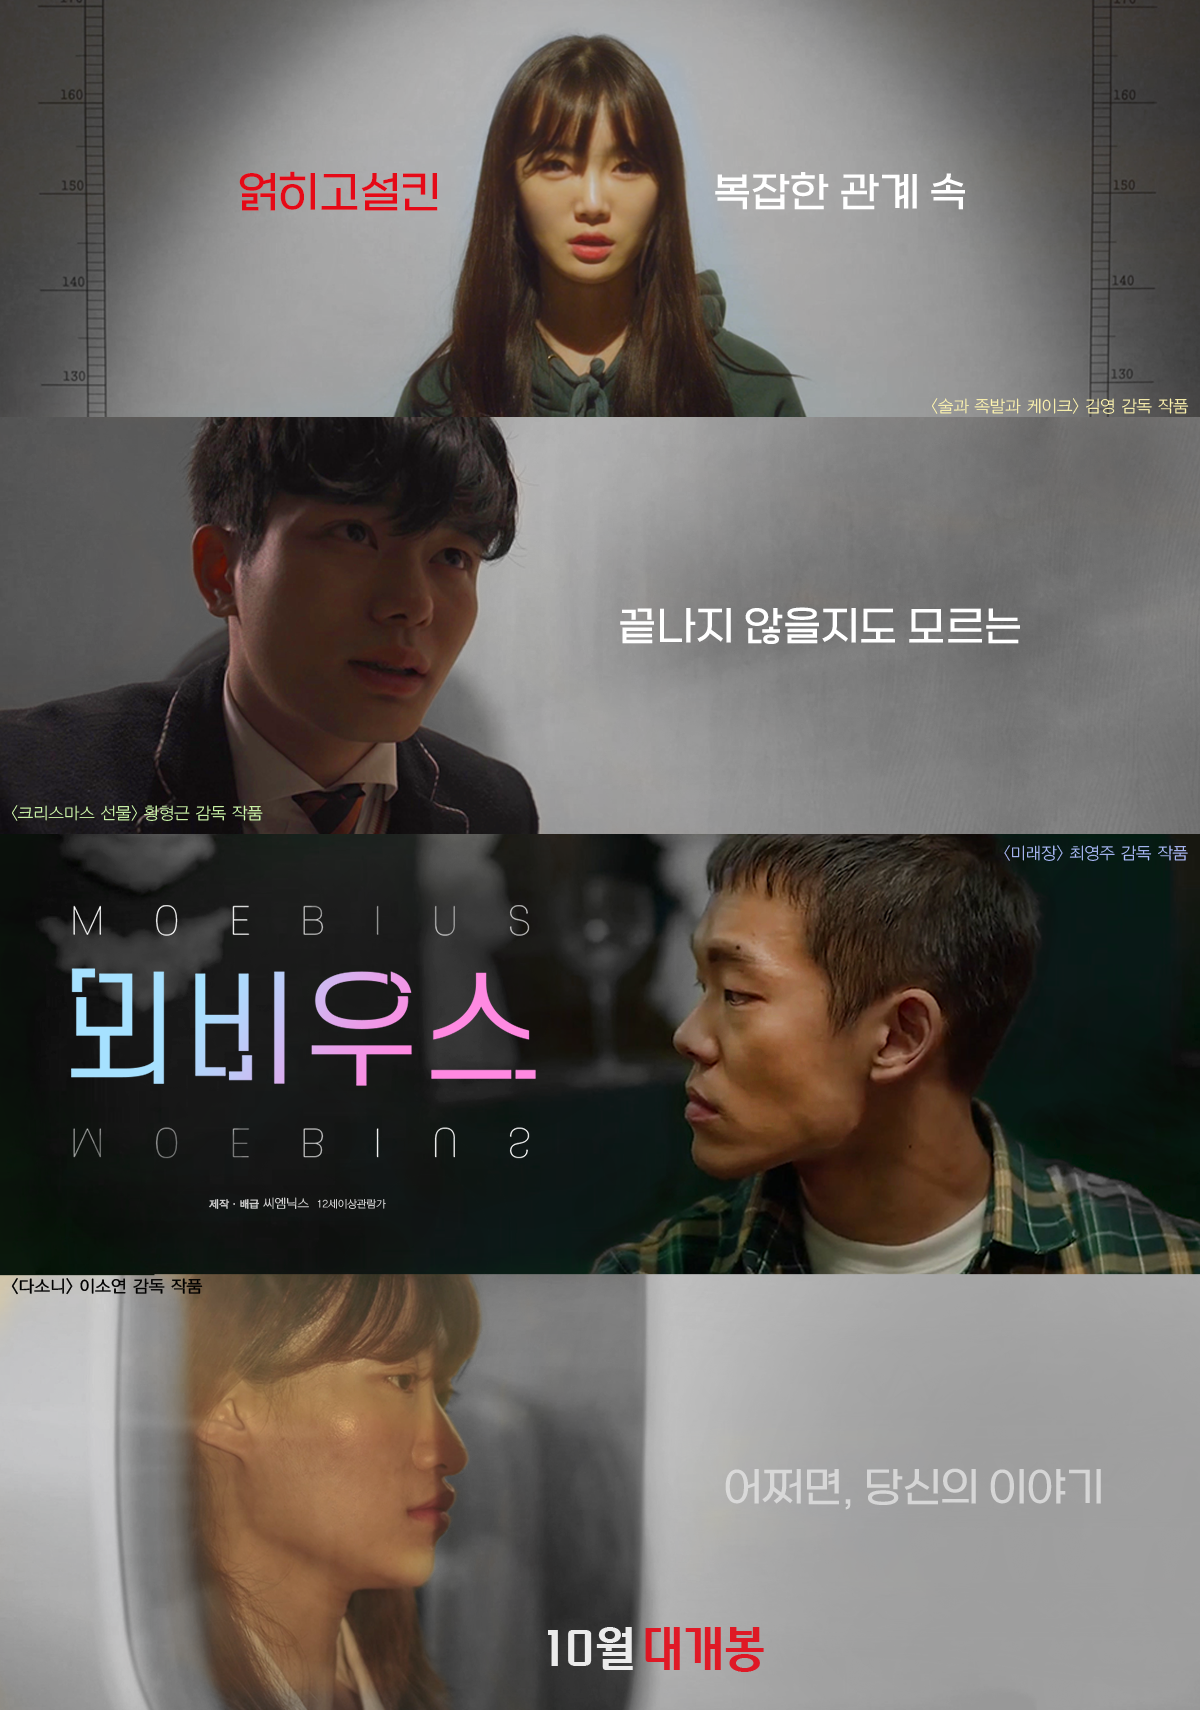 170
170
160
160
150
150
140
140
130
130
얽히고설킨
복잡한 관계 속
<술과 족발과 케이크> 김영 감독 작품
끝나지 않을지도 모르는
<크리스마스 선물> 황형근 감독 작품
<미래장> 최영주 감독 작품
MOEBIUS
뫼비우스
MOEBIUS
제작 · 배급 씨엠닉스 12세이상관람가
<다소니> 이소연 감독 작품
어쩌면, 당신의 이야기
10월 대개봉